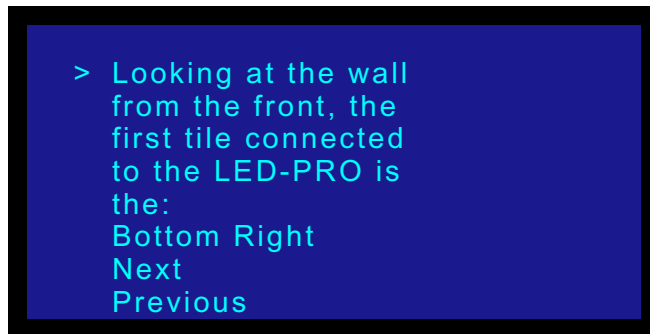 > Looking at the wall
from the front, the
first tile connected
to the LED-PRO is
the:
Bottom Right
Next
Previous